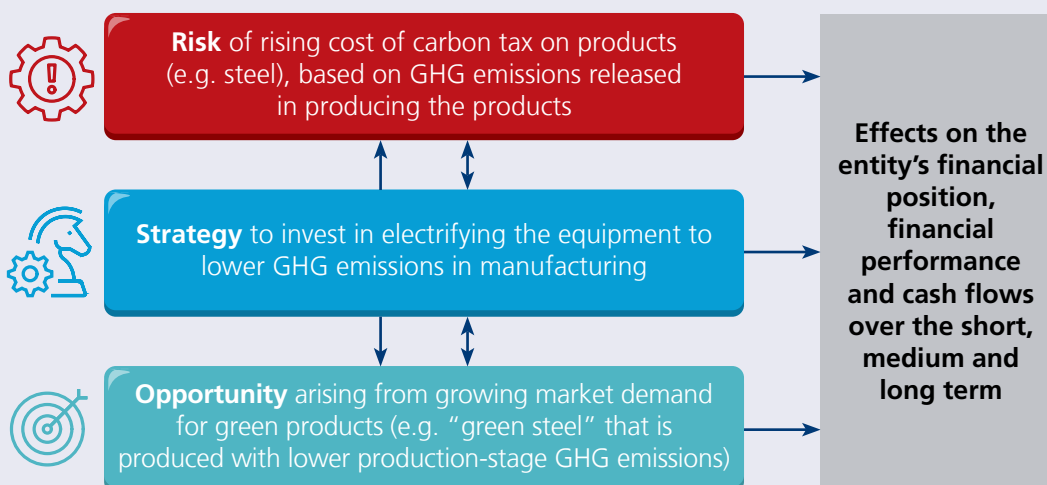 Risk of rising cost of carbon tax on products
(e.g. steel), based on GHG emissions released
in producing the products
Strategy to invest in electrifying the equipment to
lower GHG emissions in manufacturing
Opportunity arising from growing market demand
for green products (e.g. “green steel” that is
produced with lower production-stage GHG emissions)
Effects on the
entity’s financial
position,
financial
performance
and cash flows
over the short,
medium and
long term